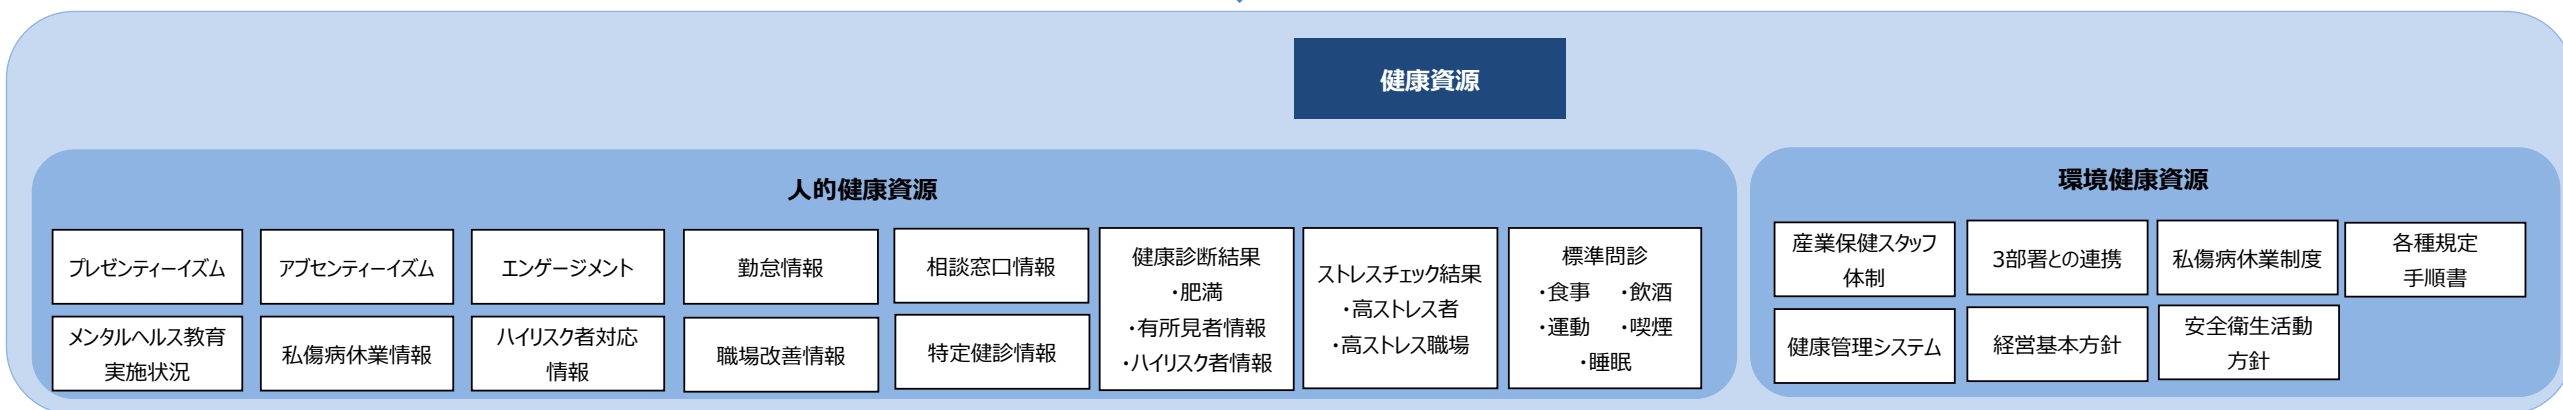 健康資源
人的健康資源
プレゼンティーイズム
アブセンティーイズム
エンゲージメント
勤怠情報
相談窓口情報
メンタルヘルス教育
実施状況
私傷病休業情報
ハイリスク者対応
情報
職場改善情報
特定健診情報
健康診断結果
・肥満
・有所見者情報
・ハイリスク者情報
ストレスチェック結果
・高ストレス者
・高ストレス職場
標準問診
・食事 ・飲酒
・運動 ・喫煙
・睡眠
環境健康資源
産業保健スタッフ
体制
3部署との連携
私傷病休業制度
各種規定
手順書
健康管理システム
経営基本方針
安全衛生活動
方針